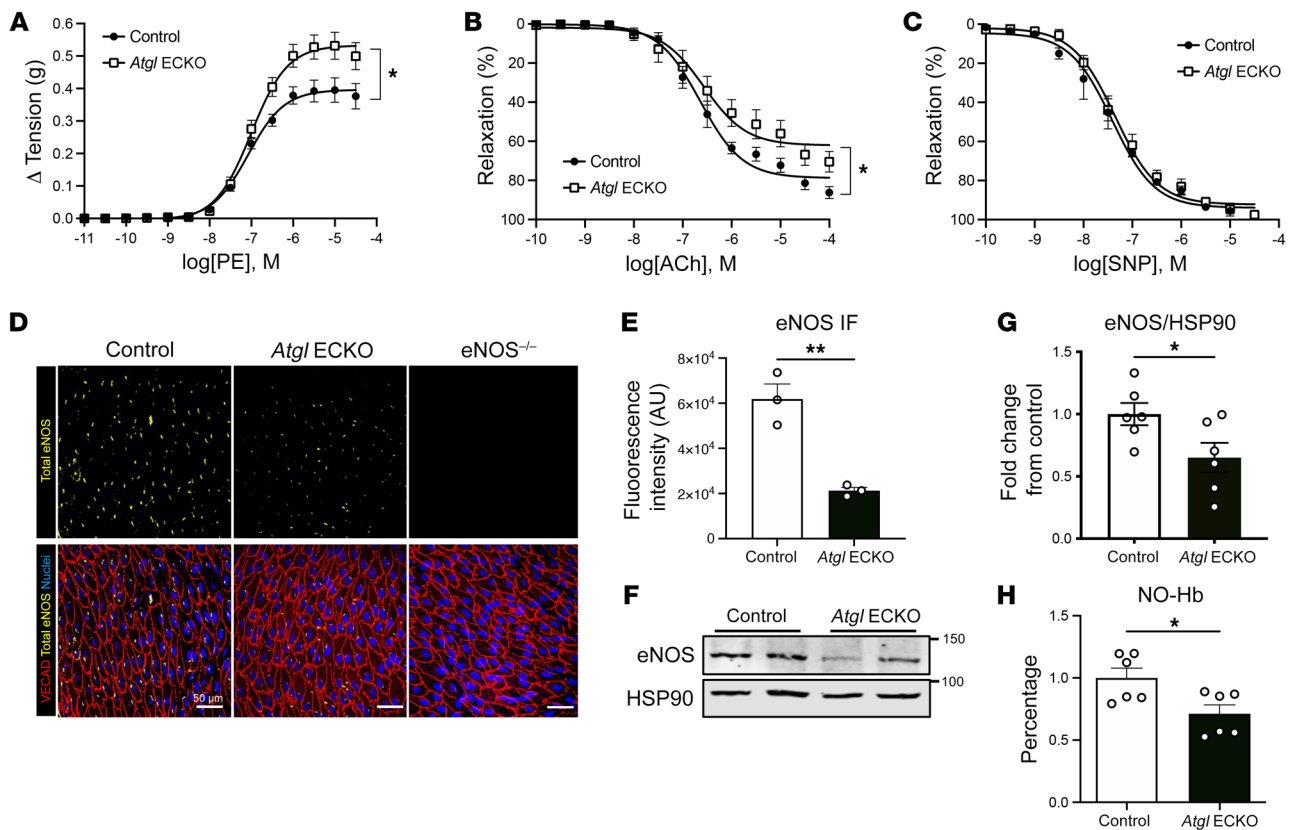 A
Δ Tension (g)
0.6
0.5
0.4
0.3
0.2
0.1
0.0
Control
Atgl ECKO
*
-11
-10
-9
-8
-7
-6
-5
-4
log[PE], M
B
Relaxation (%)
0
20
40
60
80
100
Control
Atgl ECKO
*
-10
-9
-8
-7
-6
-5
-4
log[ACh], M
C
Relaxation (%)
0
20
40
60
80
100
Control
Atgl ECKO
-10
-9
-8
-7
-6
-5
-4
log[SNP], M
D
Control
Atgl ECKO
eNOS–/–
Total eNOS
VECAD Total eNOS Nuclei
50 µm
E
eNOS IF
Fluoorescence
intensity (AU)
8×10⁴
6×10⁴
4×10⁴
2×10⁴
0
**
Control
Atgl ECKO
F
Control
Atgl ECKO
eNOS
HSP90
150
100
G
eNOS/HSP90
Fold change
from control
1.5
1.0
0.5
0.0
*
Control
Atgl ECKO
H
NO-Hb
Percentage
1.5
1.0
0.5
0.0
*
Control
Atgl ECKO